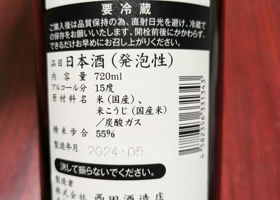 要冷蔵
ご購入後は品質保持の為、直射日光を避け、冷蔵で
の保存をお願いいたします。開栓前後にかかわらず、
できるだけお早めにお召し上がりください。
品目 日本酒(発泡性)
内容量 720ml
アルコール分 15度
原材料名 米(国産)、
米こうじ(国産米)
/炭酸ガス
精米歩合 55%
製造年月 2024.05
決して振らないでください。
製造者
株式会社 西田酒造店
4582356331343